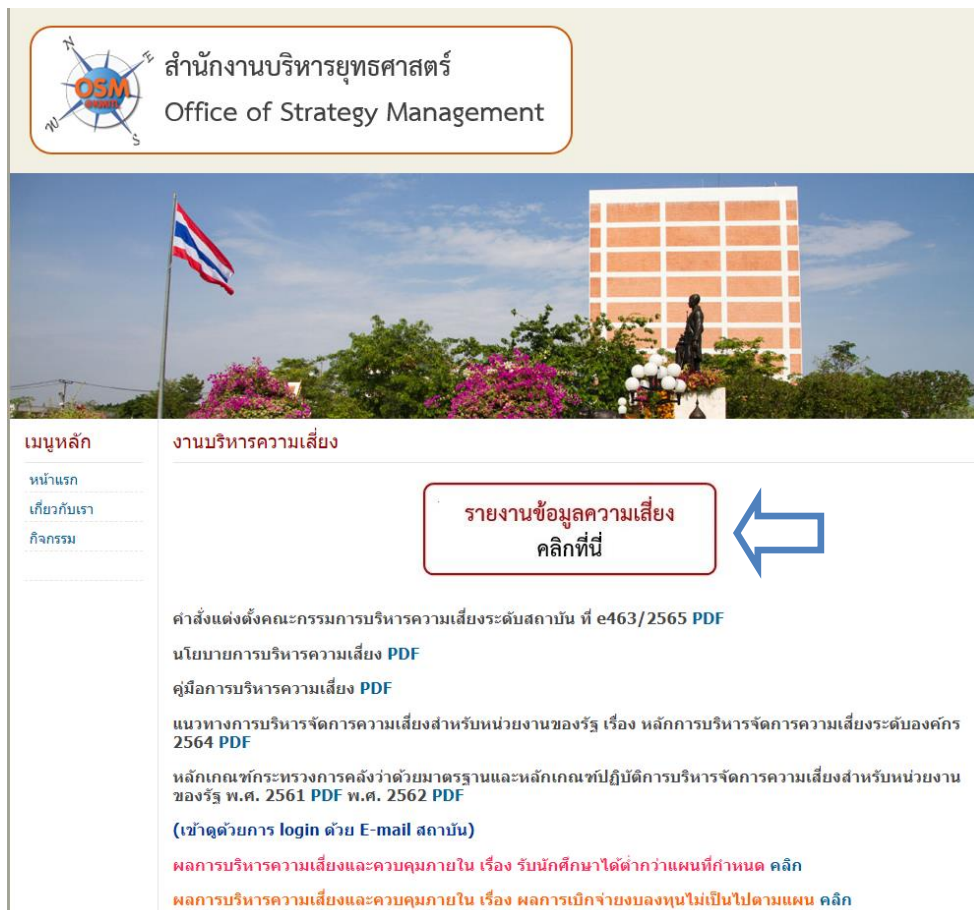 N
E
OSM
W
S
สำนักงานบริหารยุทธศาสตร์
Office of Strategy Management
เมนูหลัก
หน้าแรก
เกี่ยวกับเรา
กิจกรรม
งานบริหารความเสี่ยง
รายงานข้อมูลความเสี่ยง
คลิกที่นี่
คำสั่งแต่งตั้งคณะกรรมการบริหารความเสี่ยงระดับสถาบัน ที่ e463/2565 PDF
นโยบายการบริหารความเสี่ยง PDF
คู่มือการบริหารความเสี่ยง PDF
แนวทางการบริหารจัดการความเสี่ยงสำหรับหน่วยงานของรัฐ เรื่อง หลักการบริหารจัดการความเสี่ยงระดับองค์กร
2564 PDF
หลักเกณฑ์กระทรวงการคลังว่าด้วยมาตรฐานและหลักเกณฑ์ปฏิบัติการบริหารจัดการความเสี่ยงสำหรับหน่วยงาน
ของรัฐ พ.ศ. 2561 PDF พ.ศ. 2562 PDF
(เข้าดูด้วยการ login ด้วย E-mail สถาบัน)
ผลการบริหารความเสี่ยงและควบคุมภายใน เรื่อง รับนักศึกษาได้ต่ำกว่าแผนที่กำหนด คลิก
ผลการบริหารความเสี่ยงและควบคุมภายใน เรื่อง ผลการเบิกจ่ายงบลงทุนไม่เป็นไปตามแผน คลิก